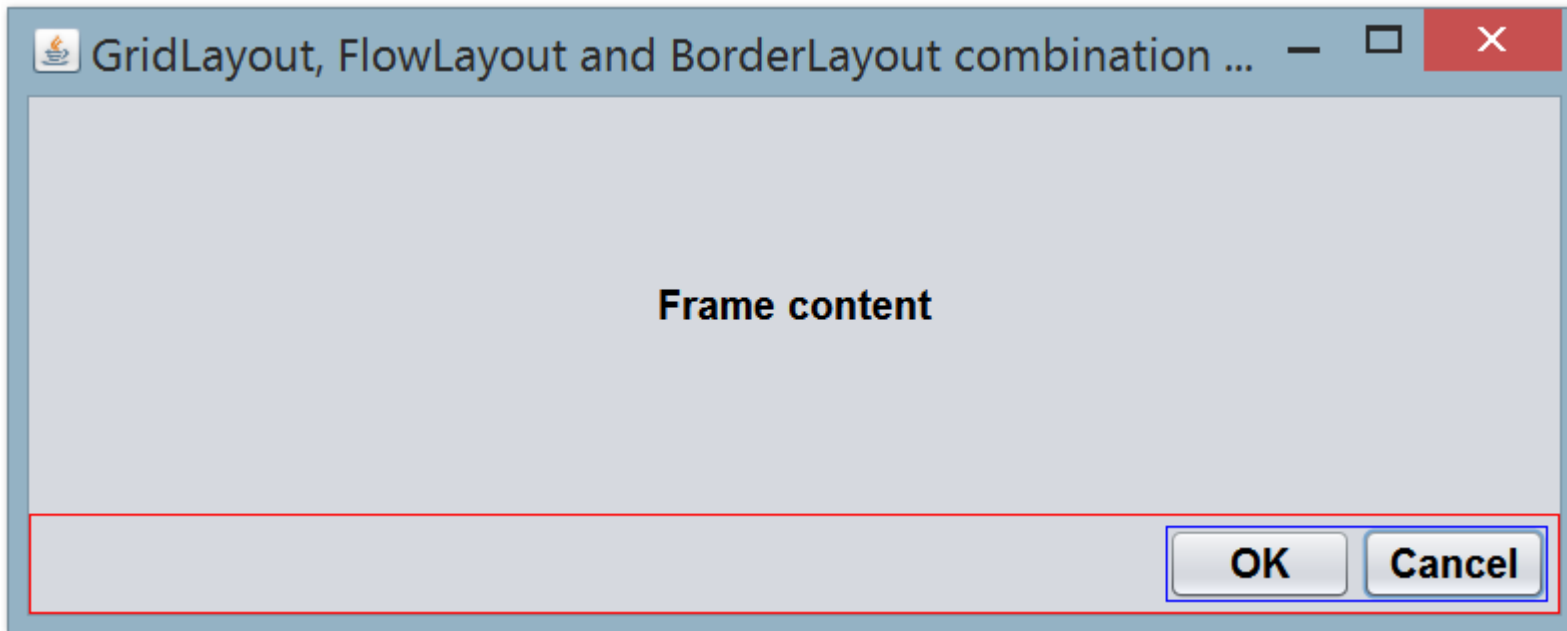 GridLayout, FlowLayout and BorderLayout combination ...
Frame content
OK Cancel